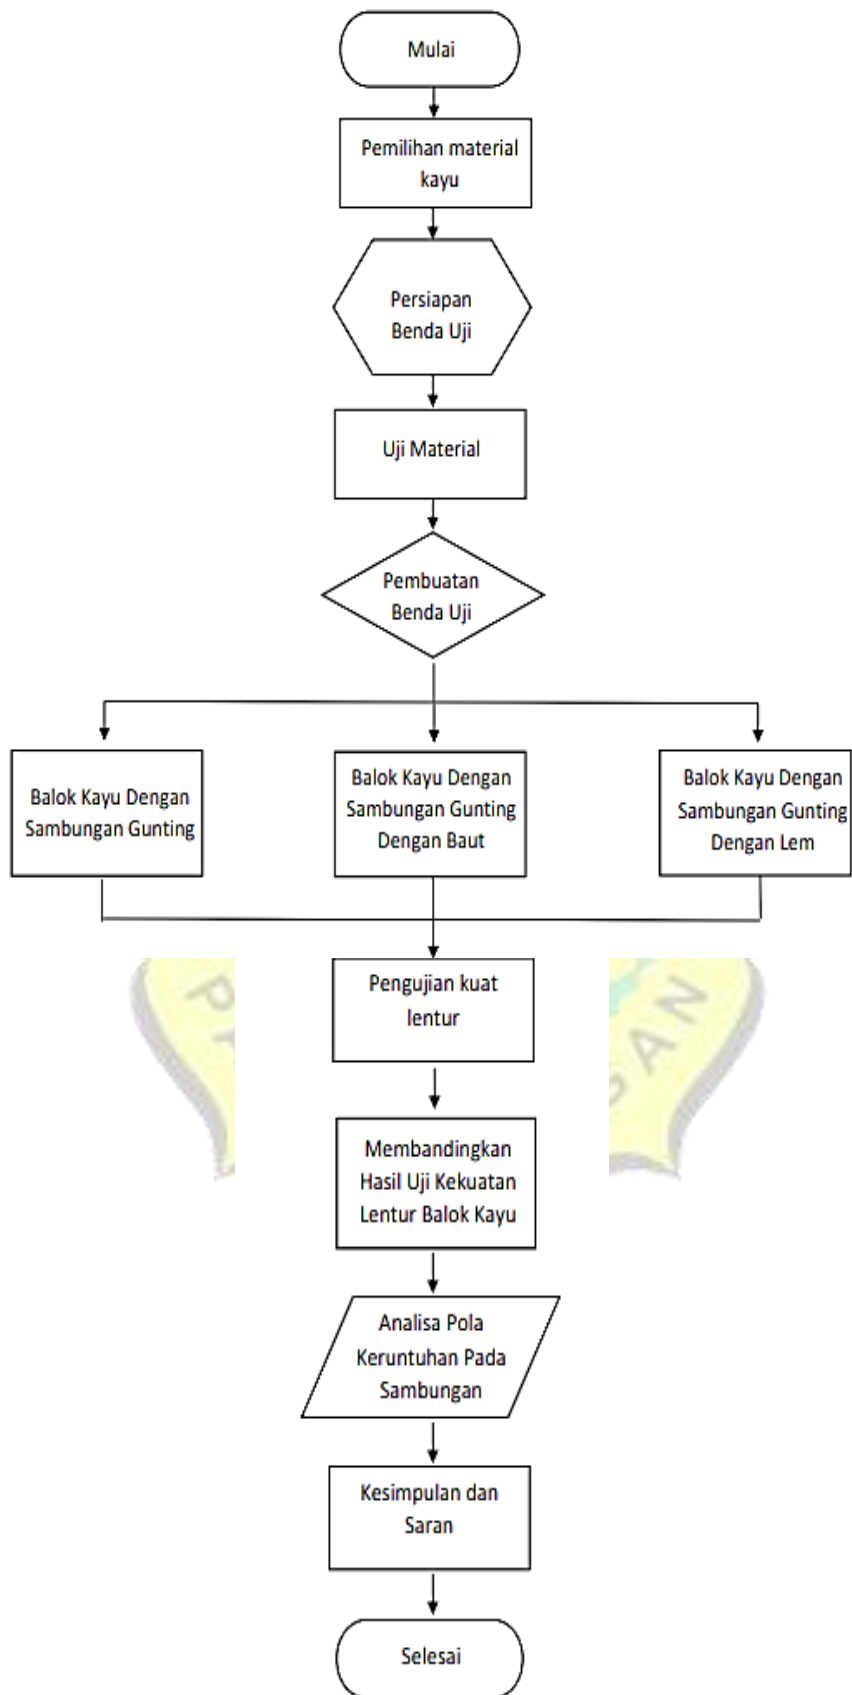 Mulai
Pemilihan material
kayu
Persiapan
Benda Uji
Uji Material
Pembuatan
Benda Uji
Balok Kayu Dengan
Sambungan Gunting
Balok Kayu Dengan
Sambungan Gunting
Dengan Baut
Balok Kayu Dengan
Sambungan Gunting
Dengan Lem
Pengujian kuat
lentur
Membandingkan
Hasil Uji Kekuatan
Lentur Balok Kayu
Analisa Pola
Keruntuhan Pada
Sambungan
Kesimpulan dan
Saran
Selesai